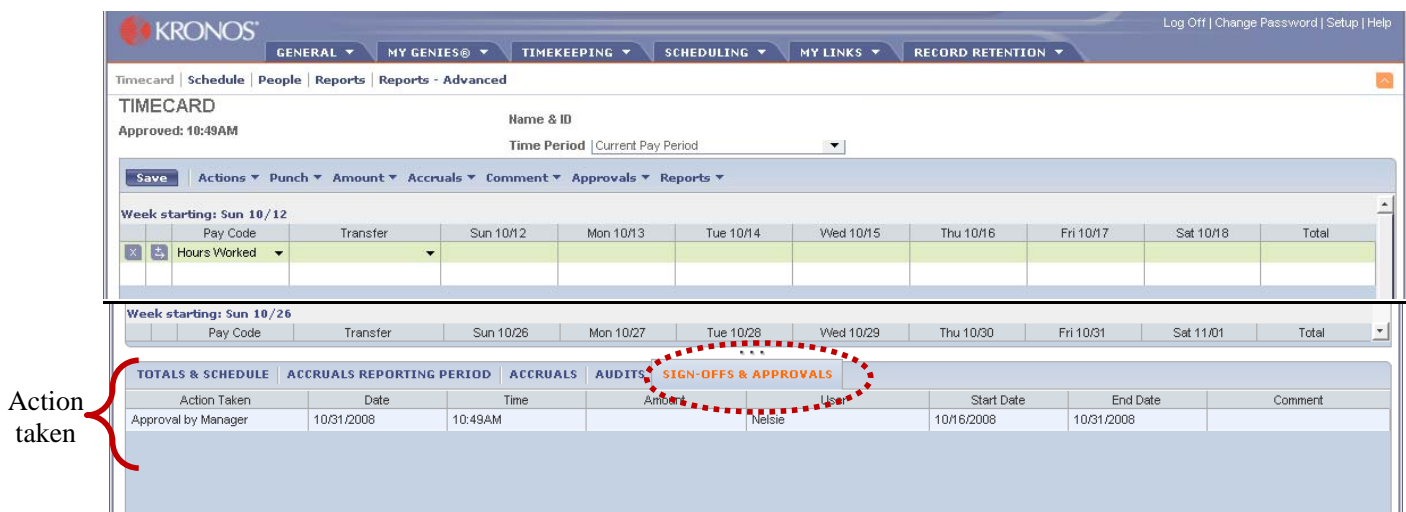 KRONOS®
Log Off | Change Password | Setup | Help
GENERAL MY GENIES® TIMEKEEPING SCHEDULING MY LINKS RECORD RETENTION
Timecard | Schedule | People | Reports | Reports - Advanced
TIMECARD
Name & ID
Approved: 10:49AM
Time Period Current Pay Period
Save Actions Punch Amount Accruals Comment Approvals Reports
Week starting: Sun 10/12
Pay Code Transfer Sun 10/12 Mon 10/13 Tue 10/14 Wed 10/15 Thu 10/16 Fri 10/17 Sat 10/18 Total
X Hours Worked
Week starting: Sun 10/26
Pay Code Transfer Sun 10/26 Mon 10/27 Tue 10/28 Wed 10/29 Thu 10/30 Fri 10/31 Sat 11/01 Total
TOTALS & SCHEDULE ACCRUALS REPORTING PERIOD ACCRUALS AUDITS SIGN-OFFS & APPROVALS
Action Taken Date Time Amount User Start Date End Date Comment
Approval by Manager 10/31/2008 10:49AM Nelsie 10/16/2008 10/31/2008
Action
taken